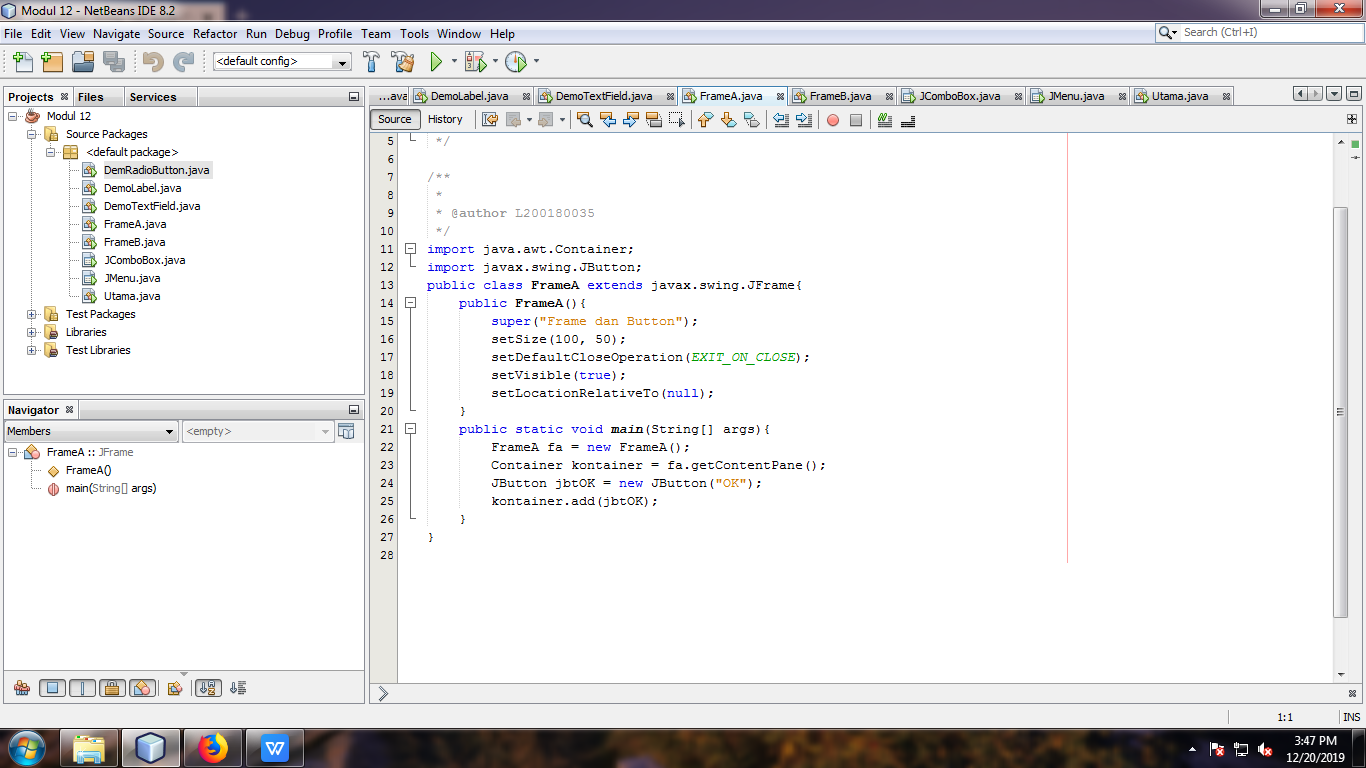 Modul 12 - NetBeans IDE 8.2
File Edit View Navigate Source Refactor Run Debug Profile Team Tools Window Help
Search (Ctrl+I)
<default config>
Projects Files Services
Modul 12
Source Packages
<default package>
DemRadioButton.java
DemoLabel.java
DemoTextField.java
FrameA.java
FrameB.java
JComboBox.java
JMenu.java
Utama.java
Test Packages
Libraries
Test Libraries
Navigator
Members <empty>
FrameA :: JFrame
FrameA()
main(String[] args)
...ava DemoLabel.java DemoTextField.java FrameA.java FrameB.java JComboBox.java JMenu.java Utama.java
Source History
5 */
6
7 /**
8 *
9 * @author L200180035
10 */
11 import java.awt.Container;
12 import javax.swing.JButton;
13 public class FrameA extends javax.swing.JFrame{
14 public FrameA(){
15 super("Frame dan Button");
16 setSize(100, 50);
17 setDefaultCloseOperation(EXIT_ON_CLOSE);
18 setVisible(true);
19 setLocationRelativeTo(null);
20 }
21 public static void main(String[] args){
22 FrameA fa = new FrameA();
23 Container kontainer = fa.getContentPane();
24 JButton jbtOK = new JButton("OK");
25 kontainer.add(jbtOK);
26 }
27 }
28
1:1 INS
3:47 PM
12/20/2019